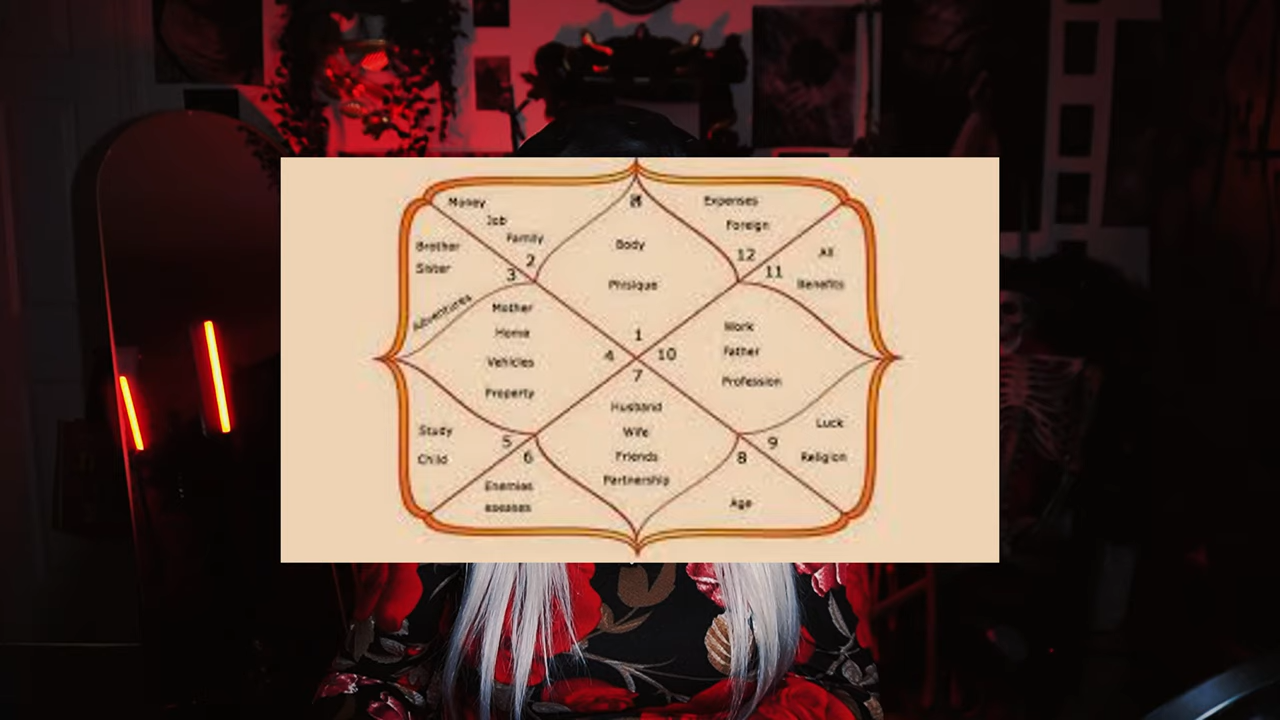 Money
Job
Family
2
Brother
Sister
3
Adventures
Body
Phisique
1
Expenses
Foreign
12
11
All
Benefits
Mother
Home
Vehicles
Property
4
10
Work
Father
Profession
7
Husband
Wife
Friends
Partnership
Study
Child
5
6
Enemies
8
Age
9
Luck
Religion